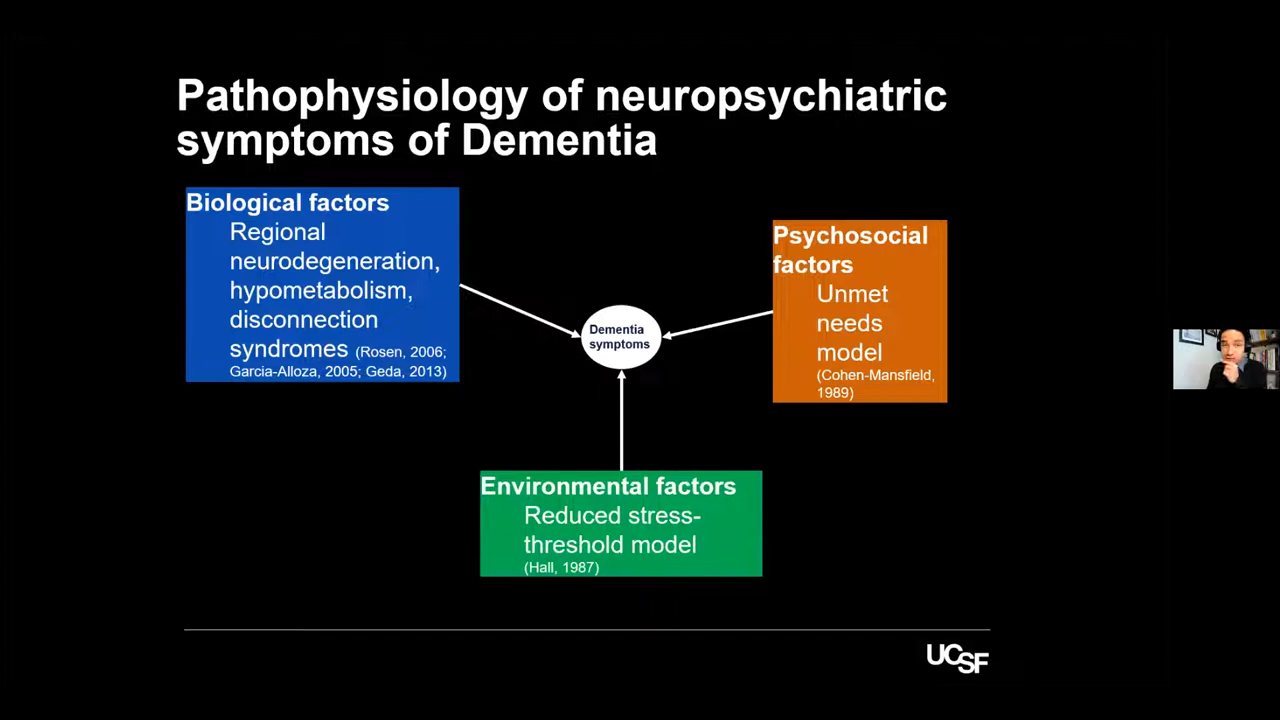 Pathophysiology of neuropsychiatric
symptoms of Dementia
Biological factors
Regional
neurodegeneration,
hypometabolism,
disconnection
syndromes (Rosen, 2006;
Garcia-Alloza, 2005; Geda, 2013)
Psychosocial
factors
Unmet
needs
model
(Cohen-Mansfield,
1989)
Dementia
symptoms
Environmental factors
Reduced stress-
threshold model
(Hall, 1987)
UCSF